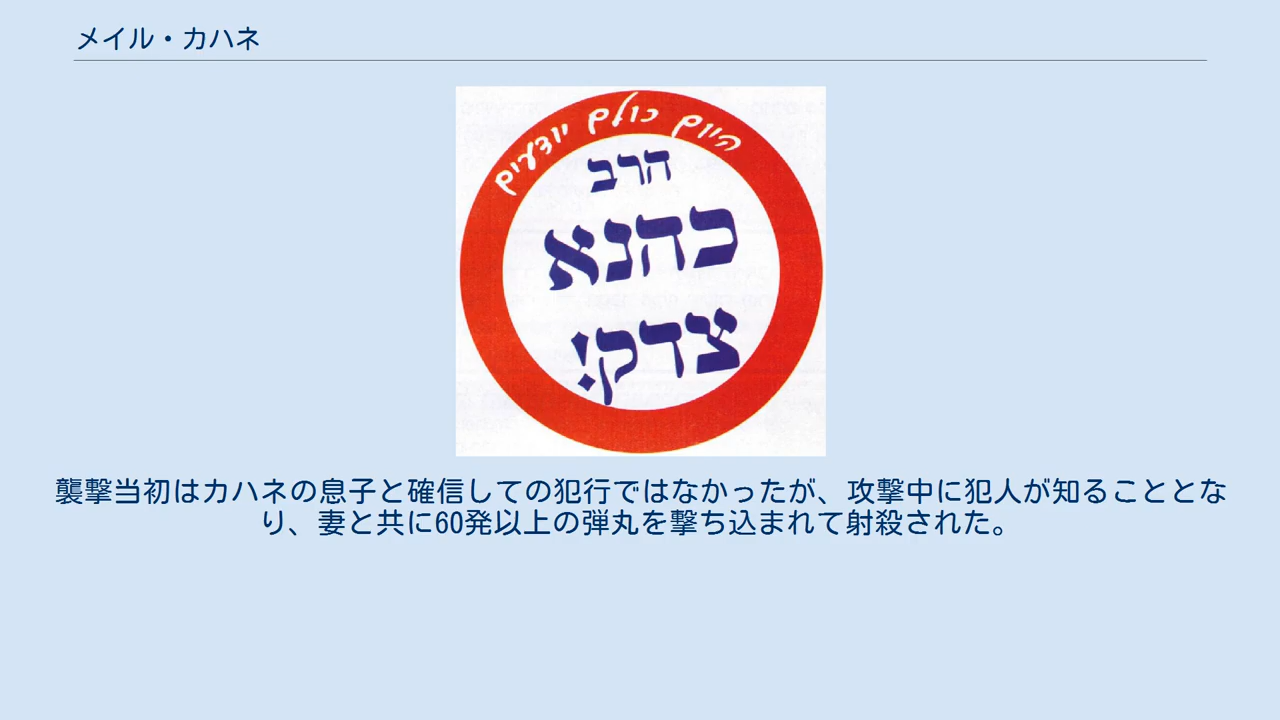 メイル・カハネ
היום כולם יודעים
הרב
כהנא
צדק!
襲撃当初はカハネの息子と確信しての犯行ではなかったが、攻撃中に犯人が知ることとな
り、妻と共に60発以上の弾丸を撃ち込まれて射殺された。